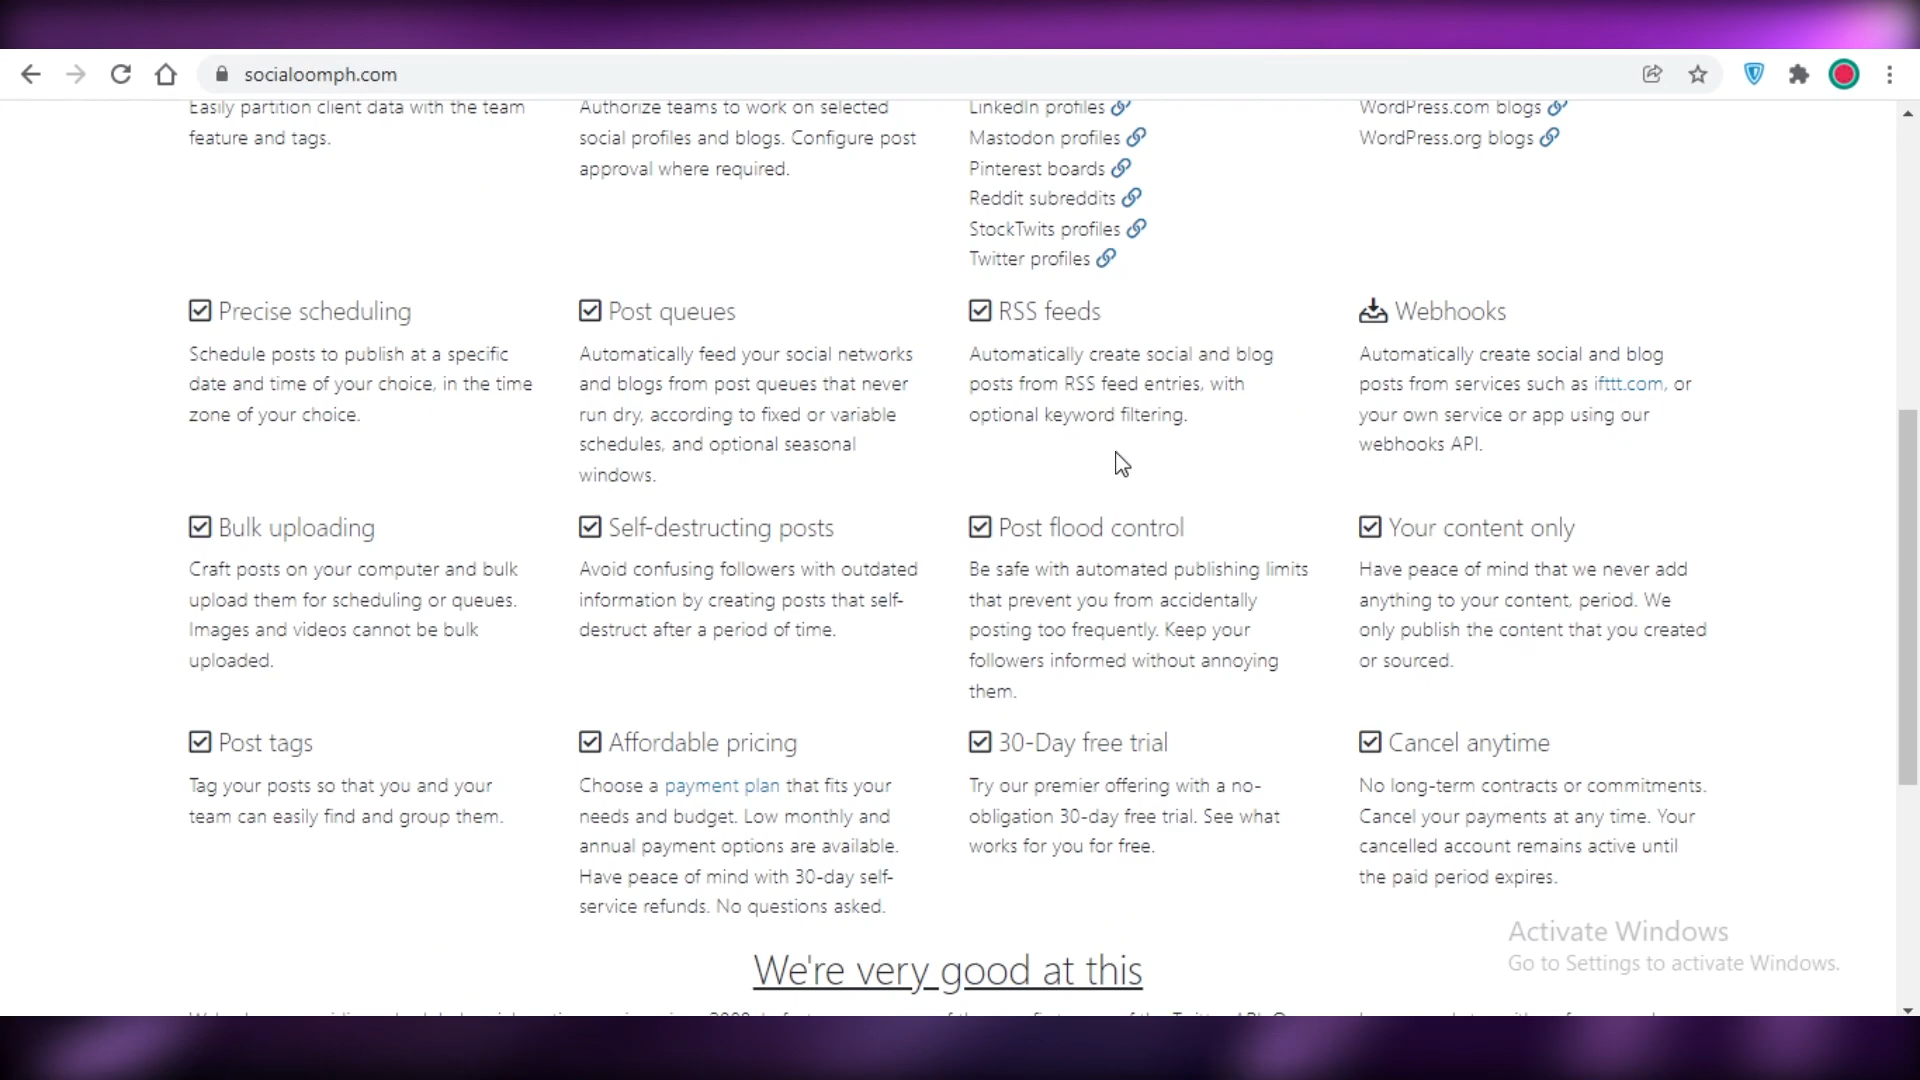 socialoomph.com
Easily partition client data with the team
feature and tags.
Authorize teams to work on selected
social profiles and blogs. Configure post
approval where required.
LinkedIn profiles
Mastodon profiles
Pinterest boards
Reddit subreddits
StockTwits profiles
Twitter profiles
WordPress.com blogs
WordPress.org blogs
Precise scheduling
Schedule posts to publish at a specific
date and time of your choice, in the time
zone of your choice.
Post queues
Automatically feed your social networks
and blogs from post queues that never
run dry, according to fixed or variable
schedules, and optional seasonal
windows.
RSS feeds
Automatically create social and blog
posts from RSS feed entries, with
optional keyword filtering.
Webhooks
Automatically create social and blog
posts from services such as ifttt.com, or
your own service or app using our
webhooks API.
Bulk uploading
Craft posts on your computer and bulk
upload them for scheduling or queues.
Images and videos cannot be bulk
uploaded.
Self-destructing posts
Avoid confusing followers with outdated
information by creating posts that self-
destruct after a period of time.
Post flood control
Be safe with automated publishing limits
that prevent you from accidentally
posting too frequently. Keep your
followers informed without annoying
them.
Your content only
Have peace of mind that we never add
anything to your content, period. We
only publish the content that you created
or sourced.
Post tags
Tag your posts so that you and your
team can easily find and group them.
Affordable pricing
Choose a payment plan that fits your
needs and budget. Low monthly and
annual payment options are available.
Have peace of mind with 30-day self-
service refunds. No questions asked.
30-Day free trial
Try our premier offering with a no-
obligation 30-day free trial. See what
works for you for free.
Cancel anytime
No long-term contracts or commitments.
Cancel your payments at any time. Your
cancelled account remains active until
the paid period expires.
Activate Windows
Go to Settings to activate Windows.
We're very good at this